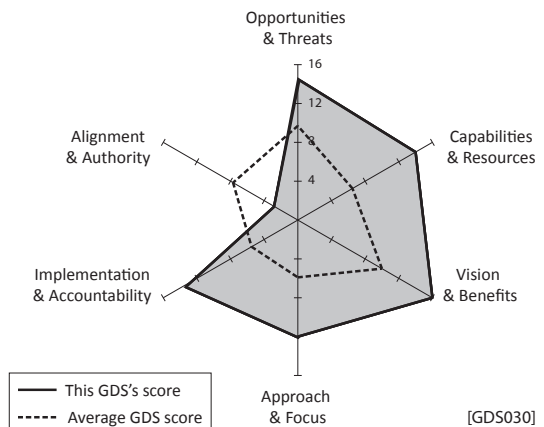 Opportunities
& Threats
16
12
8
4
Alignment
& Authority
Capabilities
& Resources
Implementation
& Accountability
Vision
& Benefits
Approach
& Focus
This GDS's score
Average GDS score
[GDS030]